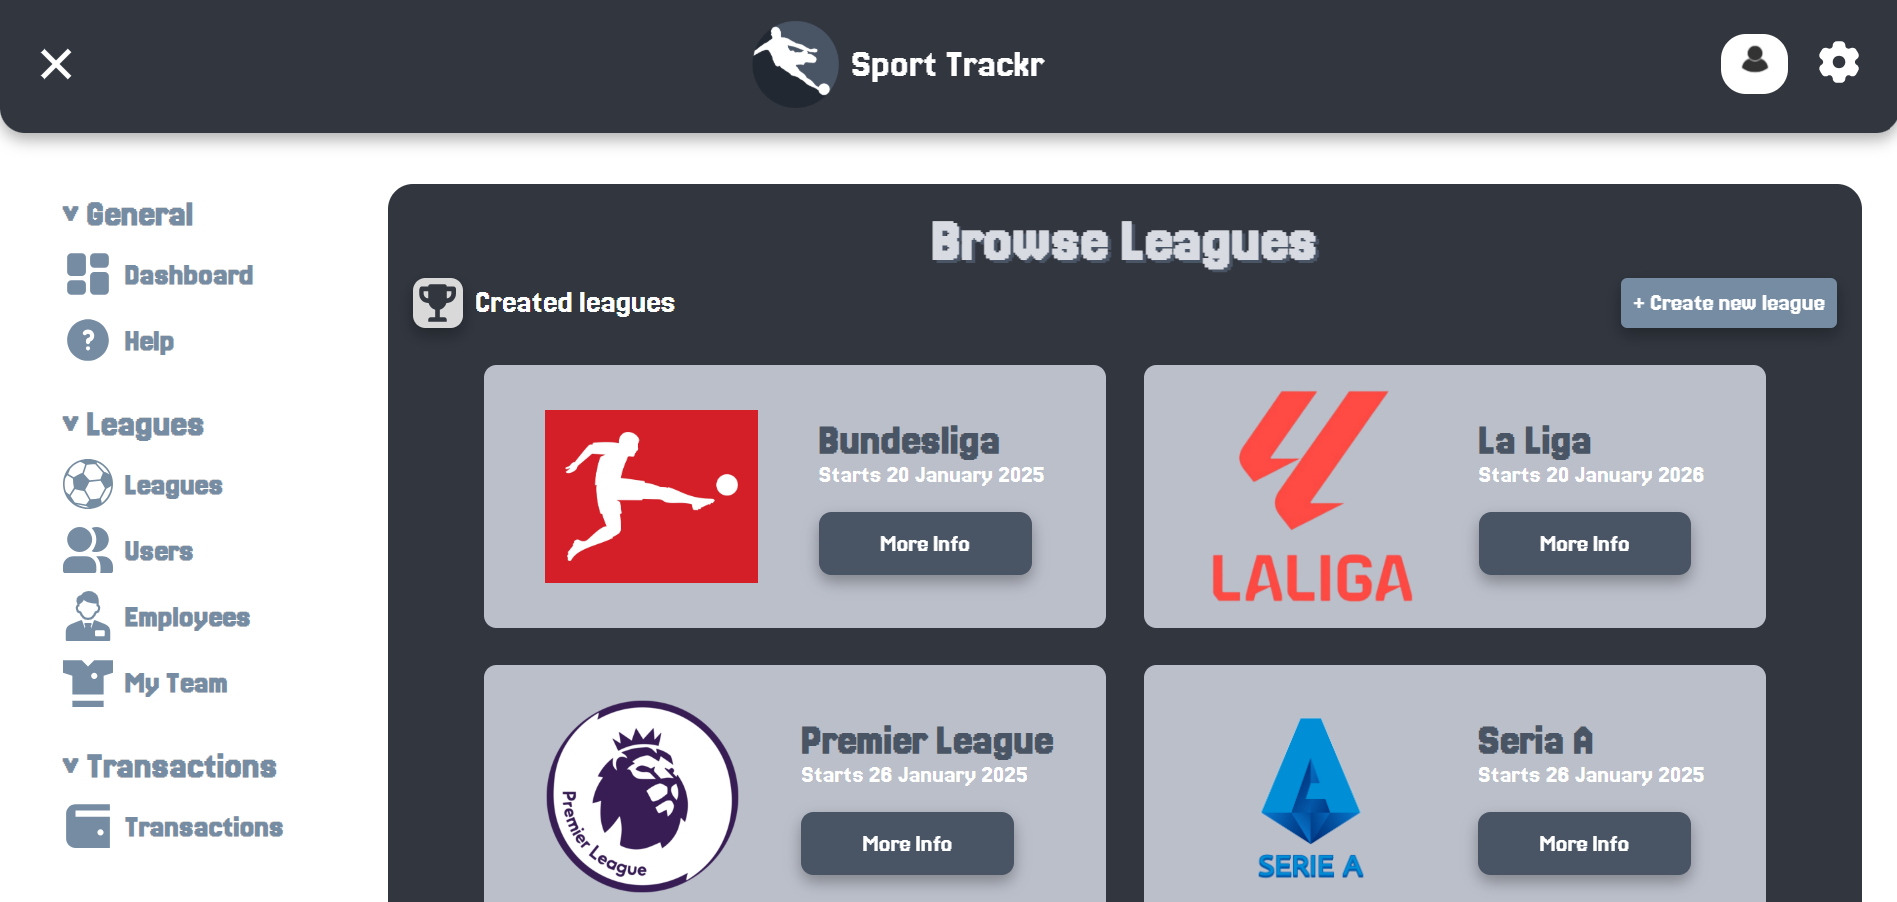 Sport Trackr
v General
Dashboard
Help
v Leagues
Leagues
Users
Employees
My Team
v Transactions
Transactions
Browse Leagues
Created leagues
+ Create new league
Bundesliga
Starts 20 January 2025
More Info
LALIGA
La Liga
Starts 20 January 2026
More Info
Premier League
Premier League
Starts 26 January 2025
More Info
SERIE A
Seria A
Starts 26 January 2025
More Info